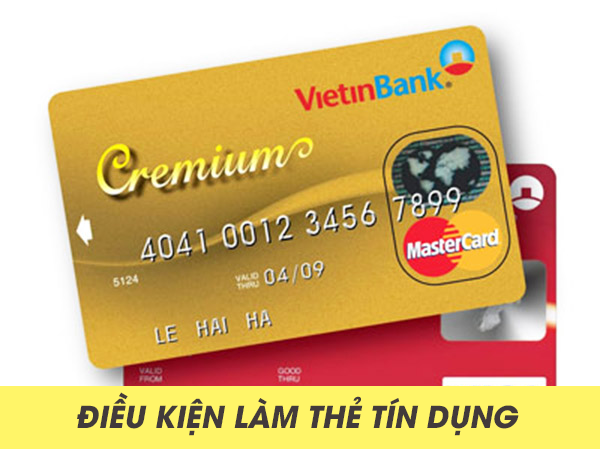 VietinBank®
Cremium
4041 0012 3456 7899
5124
VALID THRU 04/09
MasterCard
LE HAI HA
VALID FROM
GOOD THRU
ĐIỀU KIỆN LÀM THẺ TÍN DỤNG